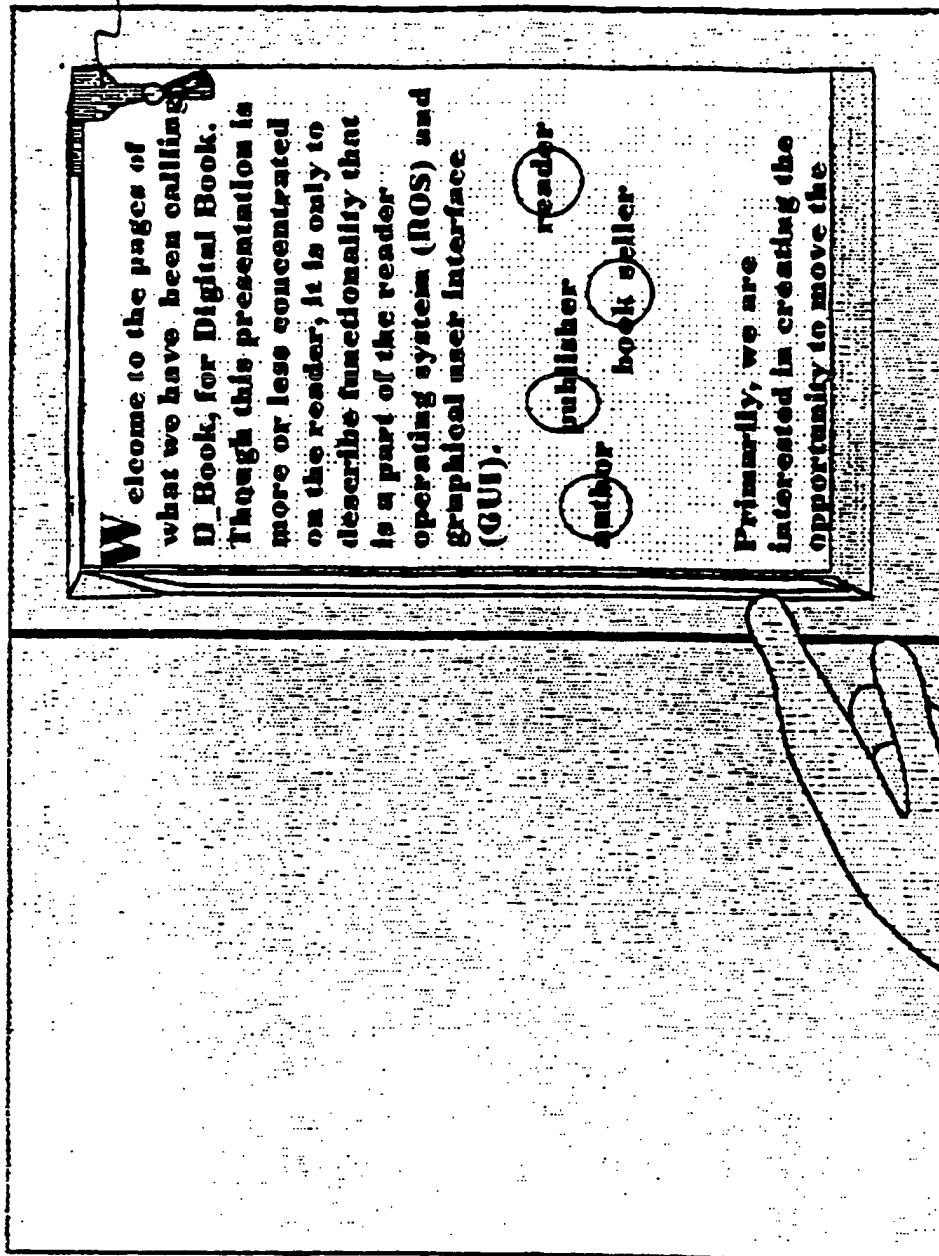 Welcome to the pages of
what we have been callling
D_Book, for Digital Book.
Though this presentation is
more or less concentrated
on the reader, it is only to
describe functionality that
is a part of the reader
operating system (ROS) and
graphical user interface
(GUI).
author
publisher
book seller
reader
Primarily, we are
interested in creating the
opportunity to move the